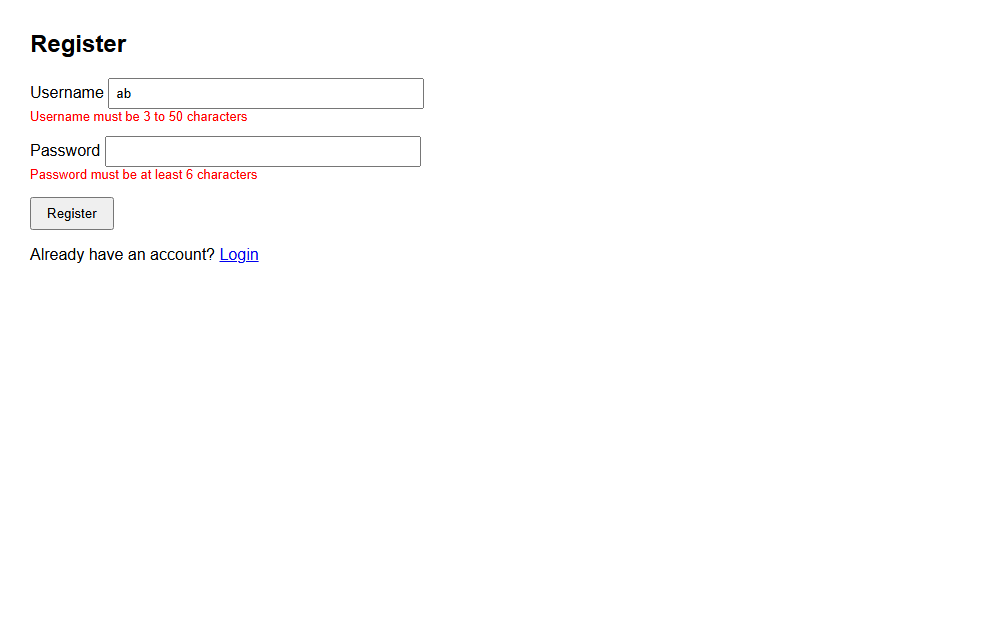 Register
Username ab
Username must be 3 to 50 characters
Password
Password must be at least 6 characters
Register
Already have an account? Login